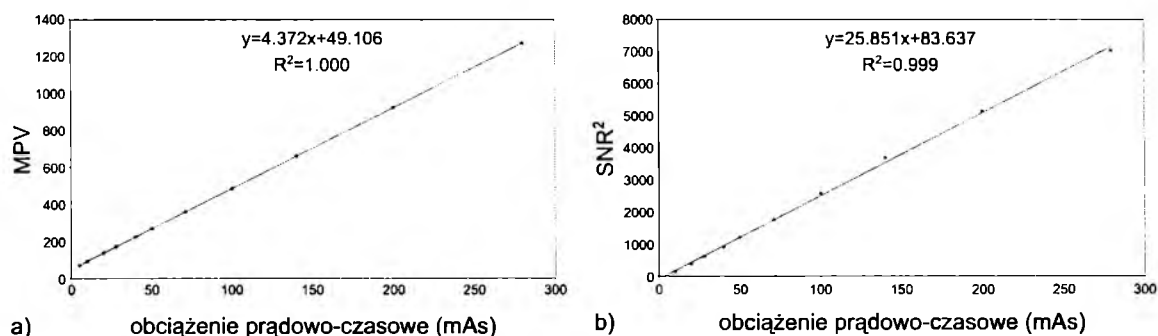 1400
1200
1000
800
600
400
200
0
MPV
y=4.372x+49.106
R²=1.000
0 50 100 150 200 250 300
a) obciążenie prądowo-czasowe (mAs)
8000
7000
6000
5000
4000
3000
2000
1000
0
SNR²
y=25.851x+83.637
R²=0.999
0 50 100 150 200 250 300
b) obciążenie prądowo-czasowe (mAs)